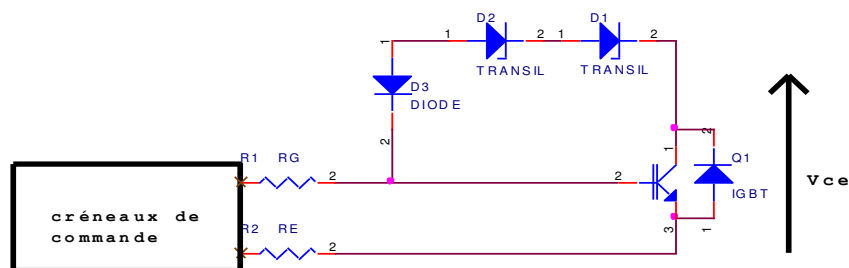 D2
D1
1
2
1
2
1
TRANSIL
TRANSIL
D3
DIODE
2
2
1
R1 RG
Q1
2
2
IGBT
Vce
créneaux de
commande
R2 RE
2
3
1